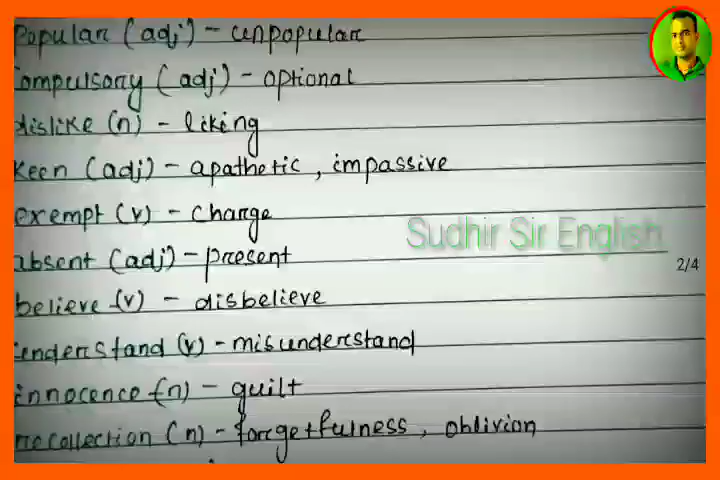 Popular (adj) - unpopular
compulsory (adj) - optional
dislike (n) - liking
keen (adj) - apathetic, impassive
exempt (v) - charge
absent (adj) - present
believe (v) - disbelieve
understand (v) - misunderstand
innocence (n) - guilt
recollection (n) - forgetfulness, oblivion
Sudhir Sir English
2/4